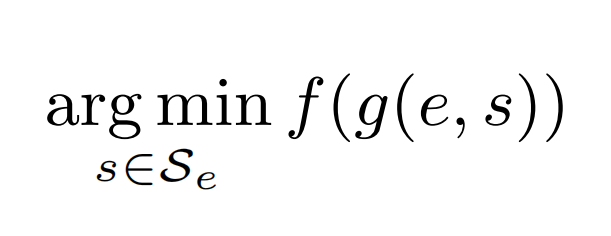 arg min f(g(e, s))
s∈𝒮ₑ